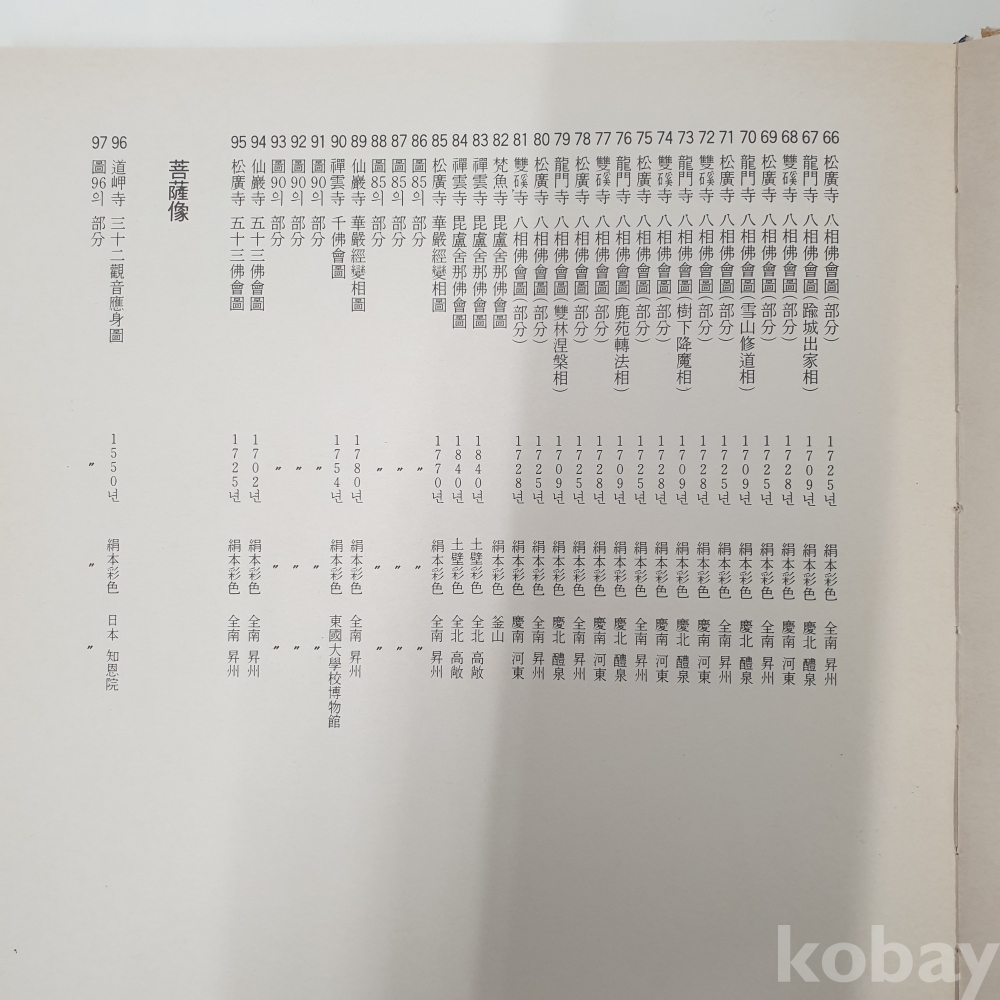 66 松廣寺 八相佛會圖(部分) 1725년 絹本彩色 全南 昇州
67 龍門寺 八相佛會圖(踰城出家相) 1709년 絹本彩色 慶北 醴泉
68 雙磎寺 八相佛會圖(部分) 1728년 絹本彩色 慶南 河東
69 松廣寺 八相佛會圖(部分) 1725년 絹本彩色 全南 昇州
70 龍門寺 八相佛會圖(雪山修道相) 1709년 絹本彩色 慶北 醴泉
71 松廣寺 八相佛會圖(部分) 1725년 絹本彩色 全南 昇州
72 雙磎寺 八相佛會圖(部分) 1728년 絹本彩色 慶南 河東
73 龍門寺 八相佛會圖(樹下降魔相) 1709년 絹本彩色 慶北 醴泉
74 雙磎寺 八相佛會圖(部分) 1728년 絹本彩色 慶南 河東
75 松廣寺 八相佛會圖(部分) 1725년 絹本彩色 全南 昇州
76 龍門寺 八相佛會圖(鹿苑轉法相) 1709년 絹本彩色 慶北 醴泉
77 雙磎寺 八相佛會圖(部分) 1728년 絹本彩色 慶南 河東
78 松廣寺 八相佛會圖(部分) 1725년 絹本彩色 全南 昇州
79 龍門寺 八相佛會圖(雙林涅槃相) 1709년 絹本彩色 慶北 醴泉
80 松廣寺 八相佛會圖(部分) 1725년 絹本彩色 全南 昇州
81 雙磎寺 八相佛會圖(部分) 1728년 絹本彩色 慶南 河東
82 梵魚寺 毘盧舍那佛會圖 絹本彩色 釜山
83 禪雲寺 毘盧舍那佛會圖 1840년 土壁彩色 全北 高敞
84 禪雲寺 毘盧舍那佛會圖 1840년 土壁彩色 全北 高敞
85 松廣寺 華嚴經變相圖 1770년 絹本彩色 全南 昇州
86 圖85의 部分 〃 〃 〃
87 圖85의 部分 〃 〃 〃
88 圖85의 部分 〃 〃 〃
89 仙巖寺 華嚴經變相圖 1780년 絹本彩色 全南 昇州
90 禪雲寺 千佛會圖 1754년 絹本彩色 東國大學校博物館
91 圖90의 部分 〃 〃 〃
92 圖90의 部分 〃 〃 〃
93 圖90의 部分 〃 〃 〃
94 仙巖寺 五十三佛會圖 1702년 絹本彩色 全南 昇州
95 松廣寺 五十三佛會圖 1725년 絹本彩色 全南 昇州
菩薩像
96 道岬寺 三十二觀音應身圖 1550년 絹本彩色 日本 知恩院
97 圖96의 部分 〃 〃 〃
kobay